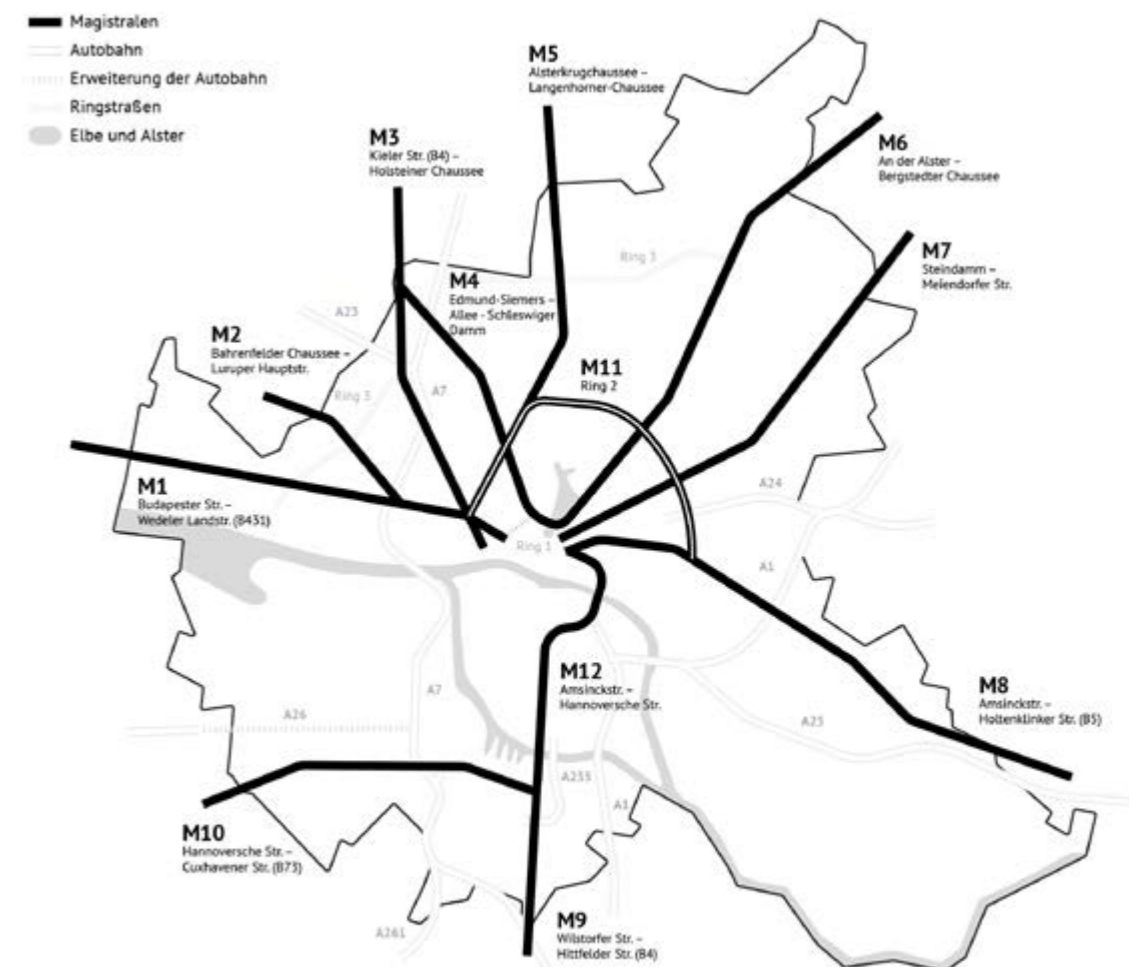 Magistralen
Autobahn
Erweiterung der Autobahn
Ringstraßen
Elbe und Alster
M5
Alsterkrugchaussee –
Langenhorner-Chaussee
M3
Kieler Str. (B4) –
Holsteiner Chaussee
M6
An der Alster –
Bergstedter Chaussee
M7
Steindamm –
Meiendorfer Str.
Ring 3
M4
Edmund-Siemers –
Allee - Schleswiger
Damm
A23
M2
Bahrenfelder Chaussee –
Luruper Hauptstr.
M11
Ring 2
Ring 3
A7
M1
Budapester Str. –
Wedeler Landstr. (B431)
A24
Ring 1
A1
M12
Amsinckstr. –
Hannoversche Str.
M8
Amsinckstr. –
Holtenklinker Str. (B5)
A7
A26
A25
A255
A1
M10
Hannoversche Str. –
Cuxhavener Str. (B73)
M9
Wilstorfer Str. –
Hittfelder Str. (B4)
A261